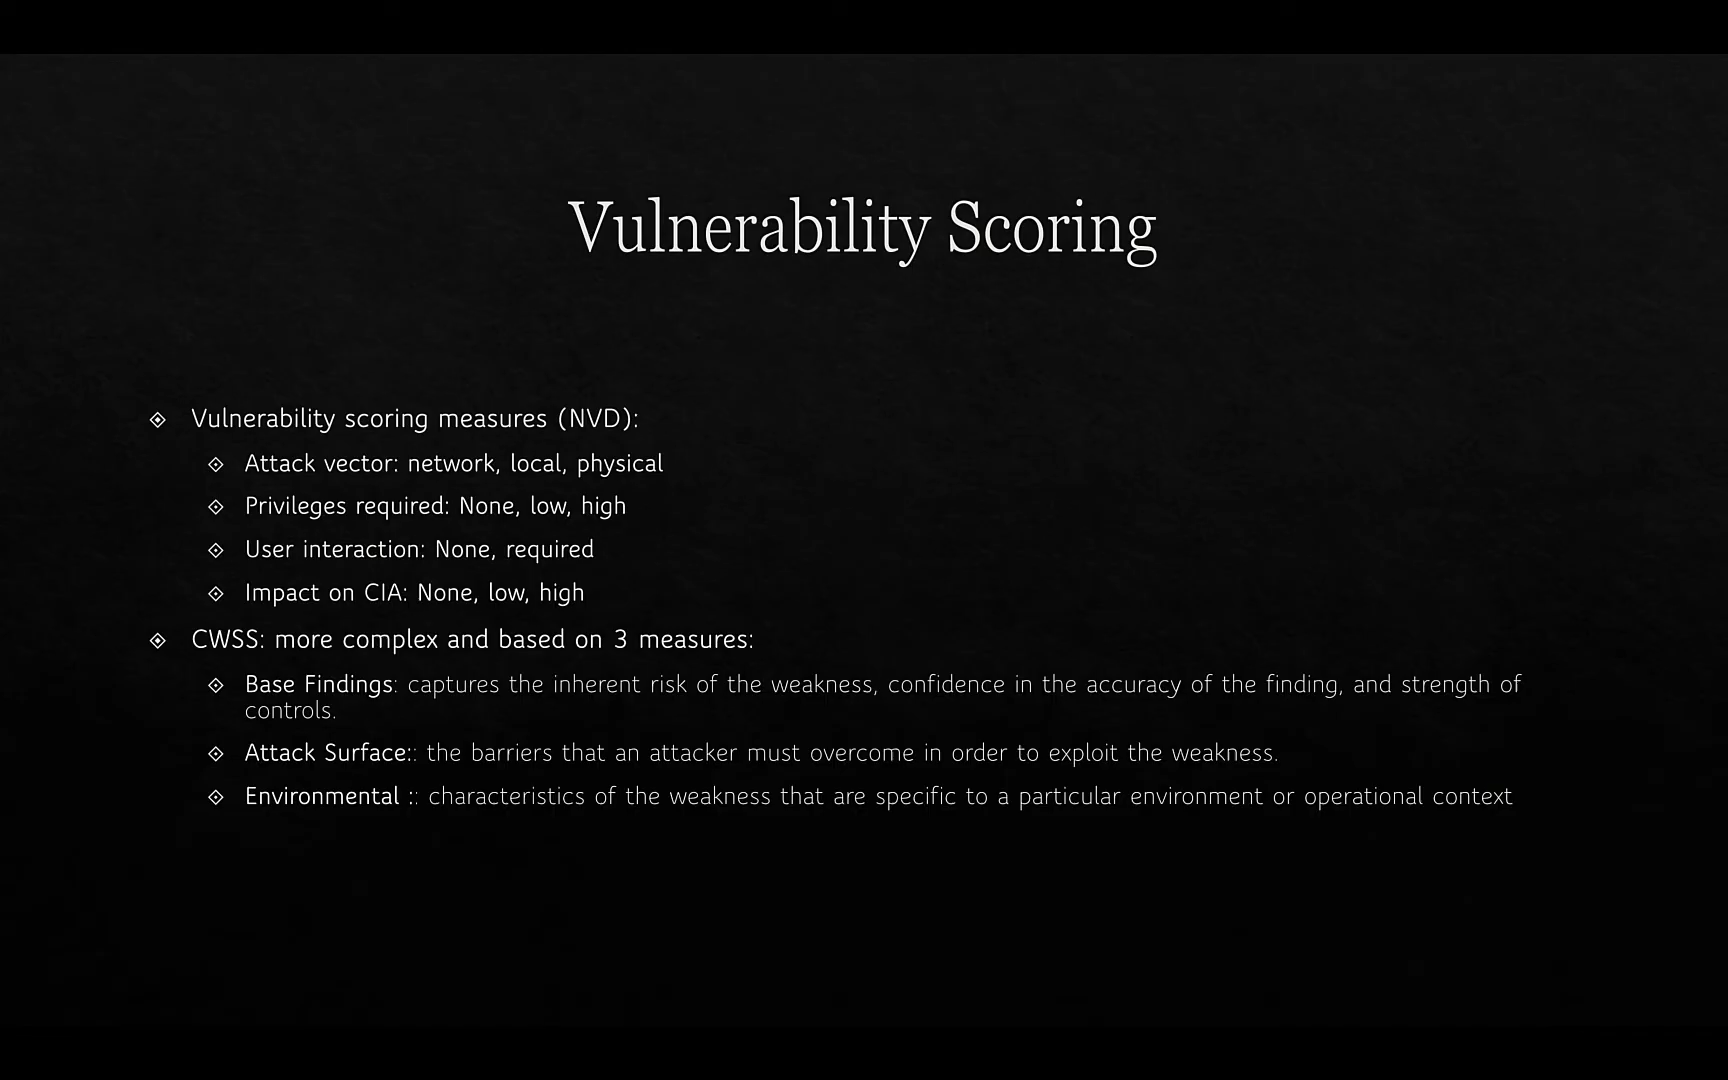 Vulnerability Scoring
Vulnerability scoring measures (NVD):
Attack vector: network, local, physical
Privileges required: None, low, high
User interaction: None, required
Impact on CIA: None, low, high
CWSS: more complex and based on 3 measures:
Base Findings: captures the inherent risk of the weakness, confidence in the accuracy of the finding, and strength of
controls.
Attack Surface:: the barriers that an attacker must overcome in order to exploit the weakness.
Environmental :: characteristics of the weakness that are specific to a particular environment or operational context